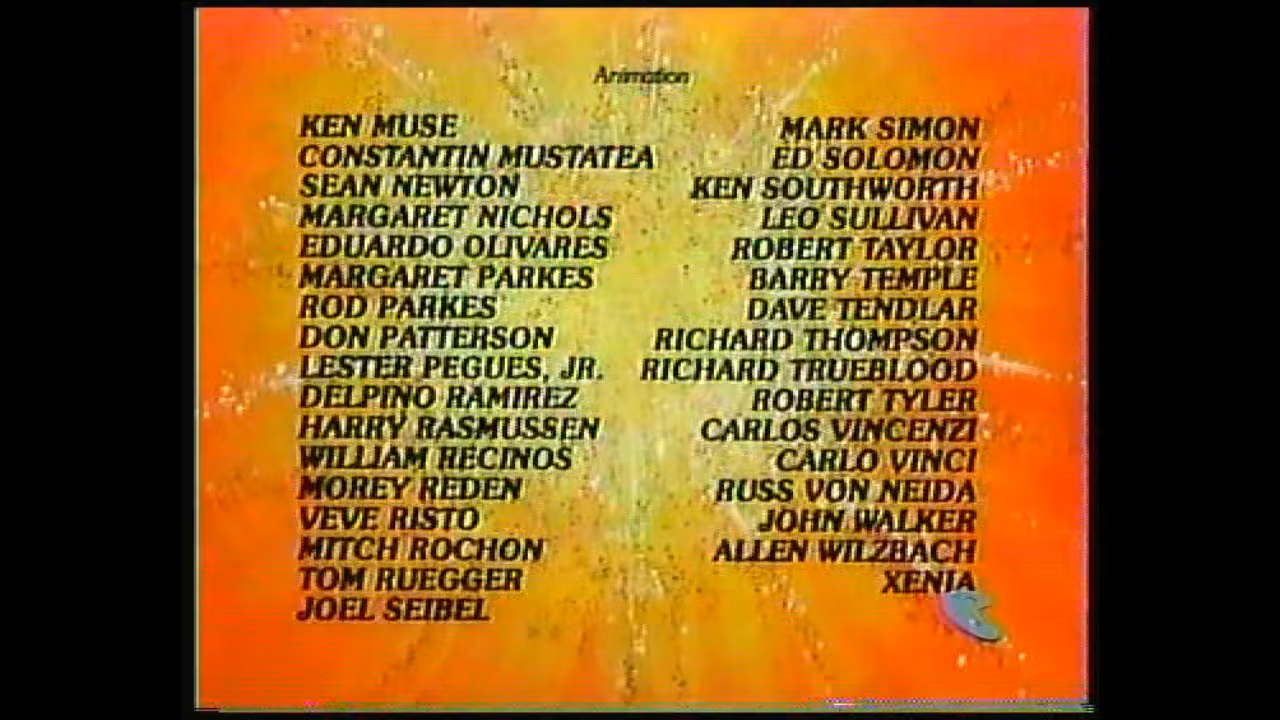 Animation
KEN MUSE
CONSTANTIN MUSTATEA
SEAN NEWTON
MARGARET NICHOLS
EDUARDO OLIVARES
MARGARET PARKES
ROD PARKES
DON PATTERSON
LESTER PEGUES, JR.
DELPINO RAMIREZ
HARRY RASMUSSEN
WILLIAM RECINOS
MOREY REDEN
VEVE RISTO
MITCH ROCHON
TOM RUEGGER
JOEL SEIBEL
MARK SIMON
ED SOLOMON
KEN SOUTHWORTH
LEO SULLIVAN
ROBERT TAYLOR
BARRY TEMPLE
DAVE TENDLAR
RICHARD THOMPSON
RICHARD TRUEBLOOD
ROBERT TYLER
CARLOS VINCENZI
CARLO VINCI
RUSS VON NEIDA
JOHN WALKER
ALLEN WILZBACH
XENIA